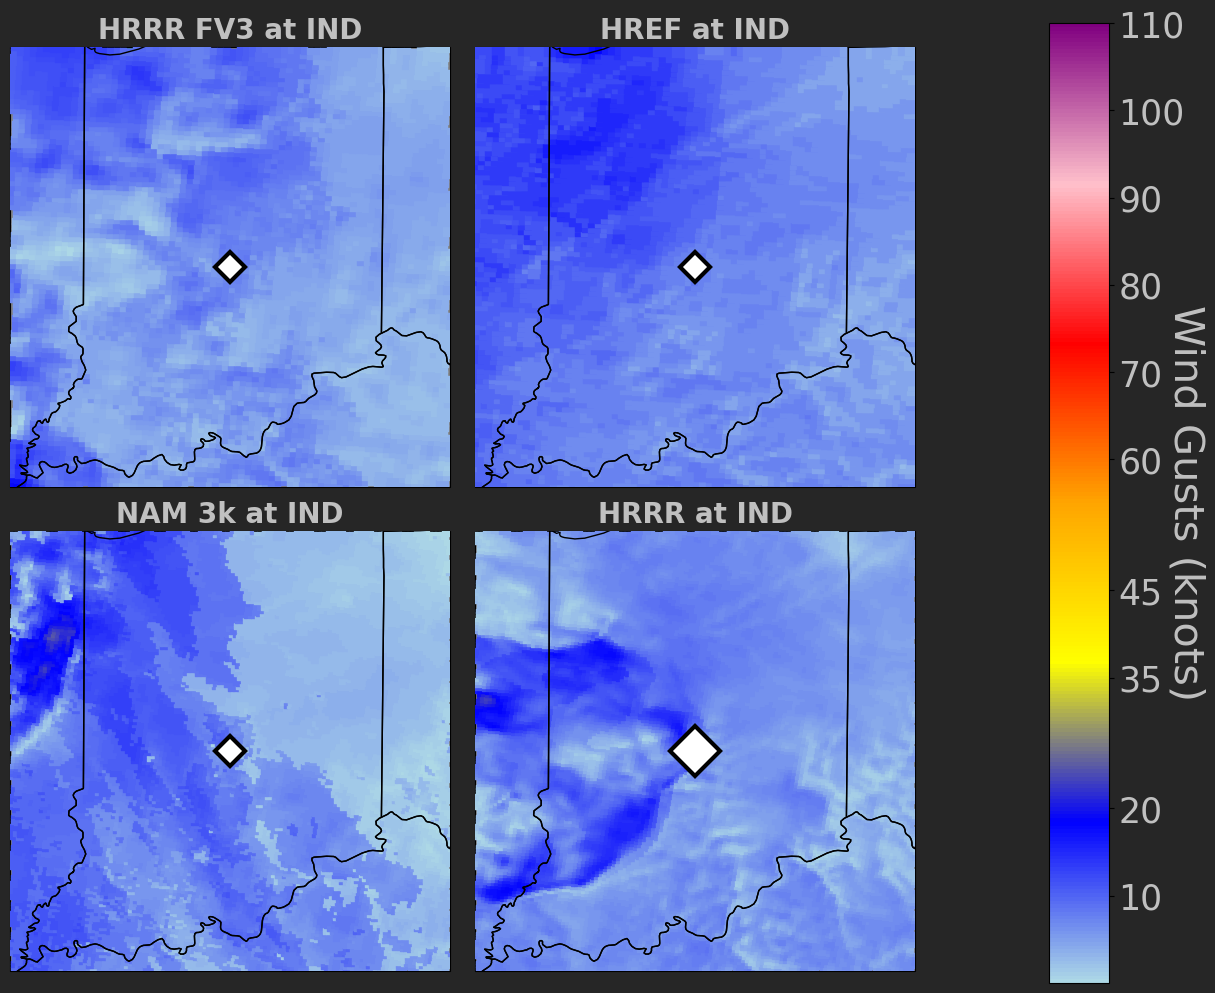 HRRR FV3 at IND
HREF at IND
NAM 3k at IND
HRRR at IND
110
100
90
80
70
60
45
35
20
10
Wind Gusts (knots)